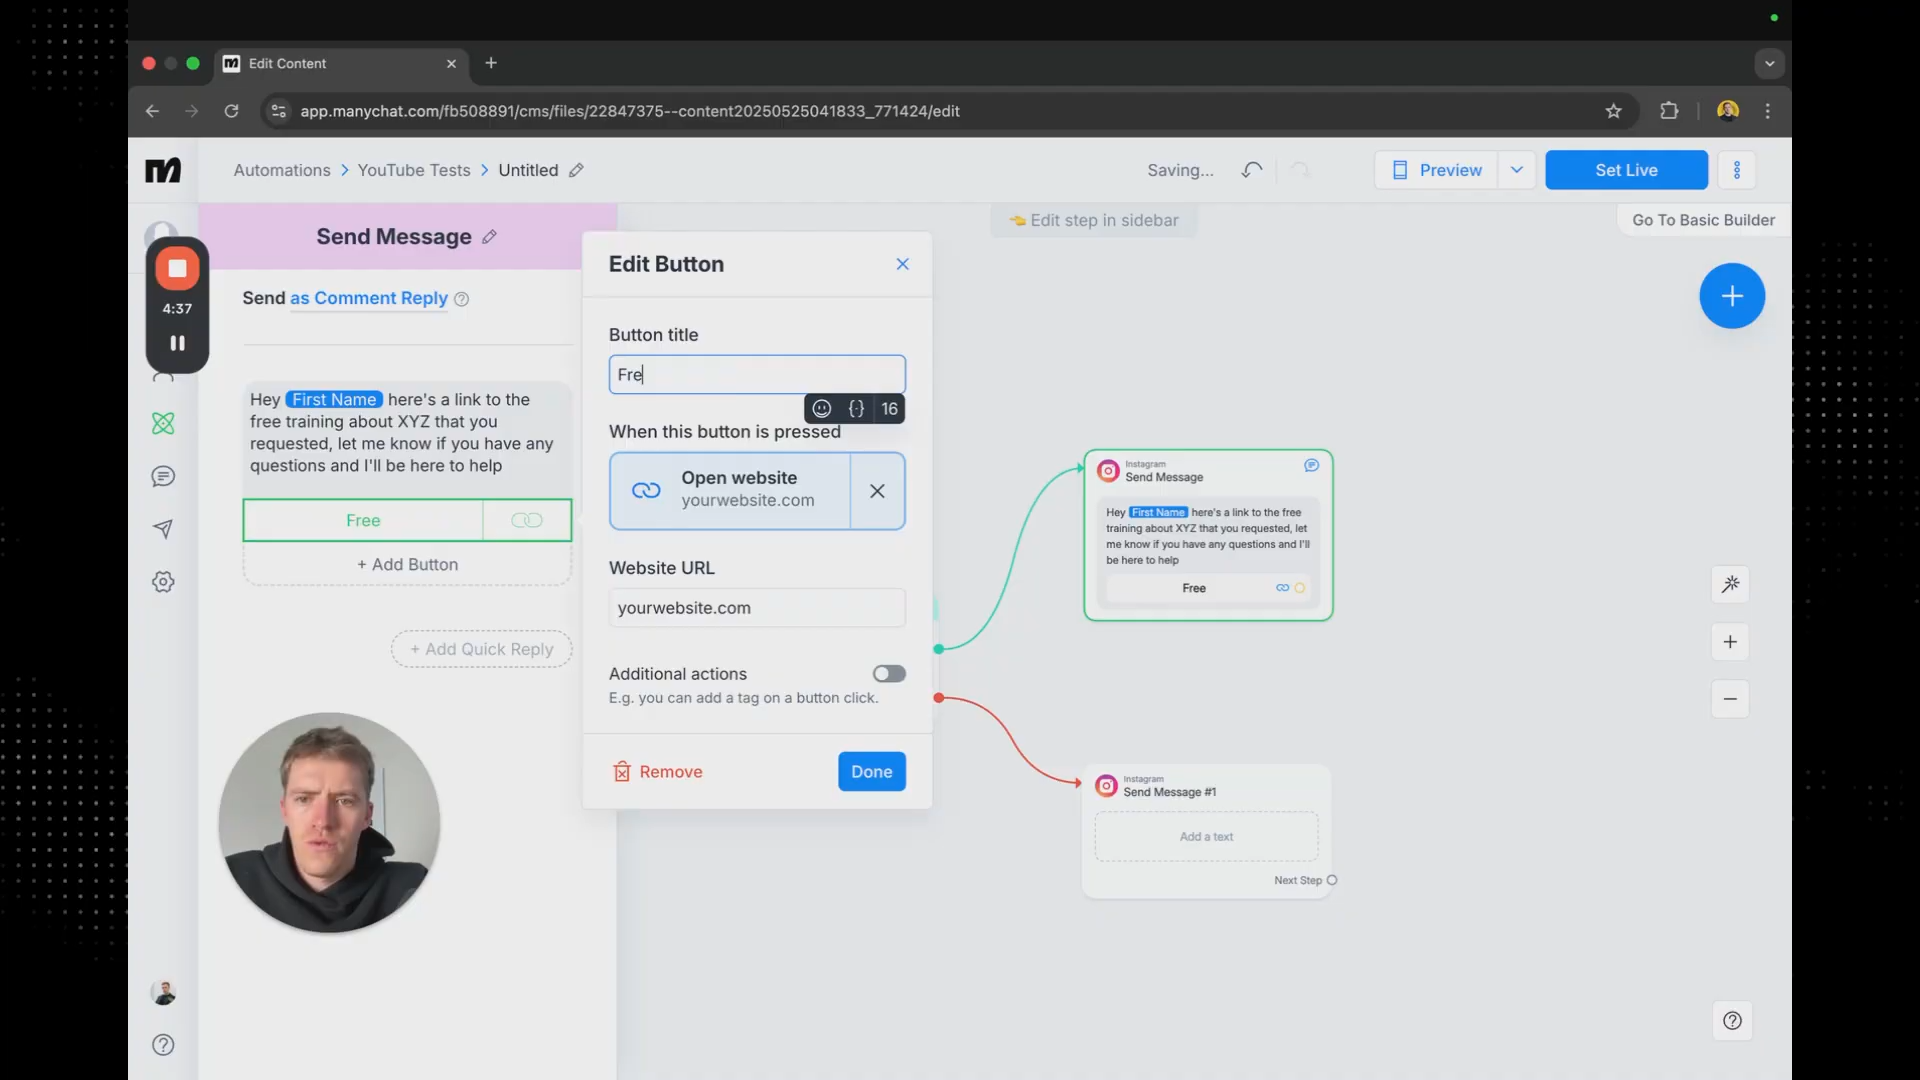 Edit Content
app.manychat.com/fb508891/cms/files/22847375--content20250525041833_771424/edit
Automations
YouTube Tests
Untitled
Saving...
Preview
Set Live
Send Message
Edit step in sidebar
Go To Basic Builder
4:37
Send as Comment Reply
Hey First Name here's a link to the
free training about XYZ that you
requested, let me know if you have any
questions and I'll be here to help
Free
+ Add Button
+ Add Quick Reply
Edit Button
Button title
Fre
16
When this button is pressed
Open website
yourwebsite.com
Website URL
yourwebsite.com
Additional actions
E.g. you can add a tag on a button click.
Remove
Done
Instagram
Send Message
Hey First Name here's a link to the free
training about XYZ that you requested, let
me know if you have any questions and I'll
be here to help
Free
Instagram
Send Message #1
Add a text
Next Step